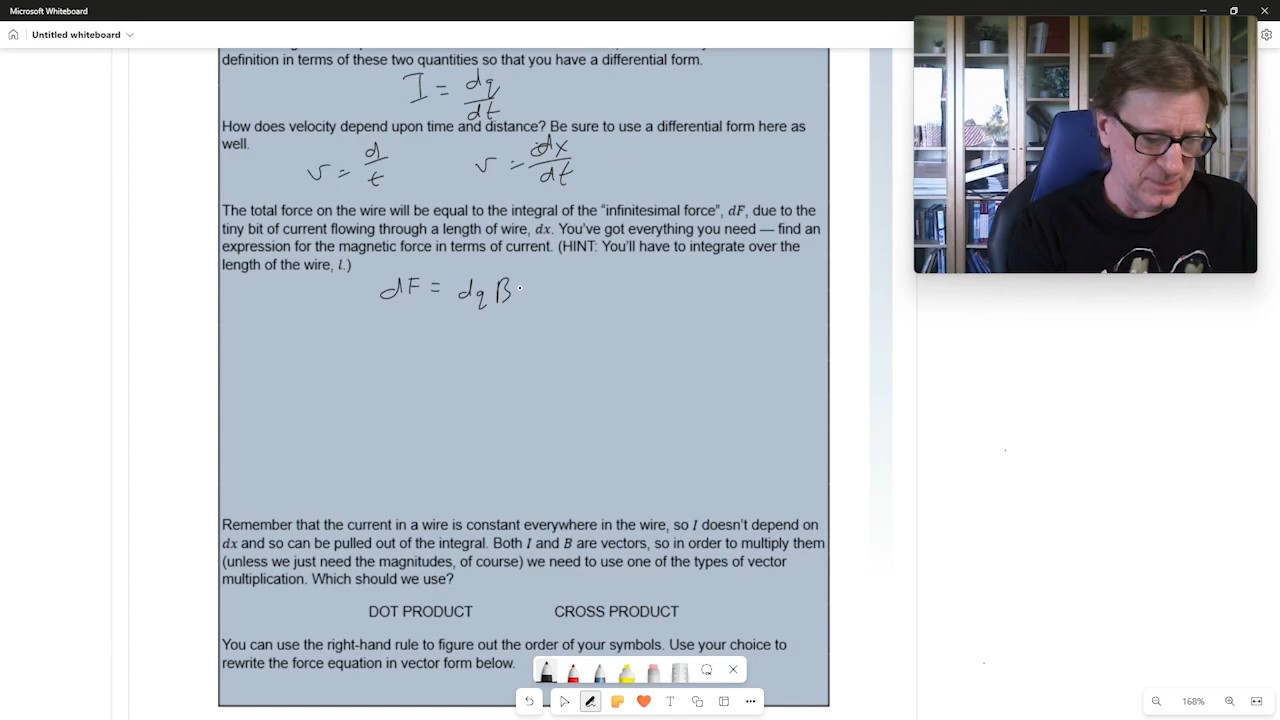 Microsoft Whiteboard
Untitled whiteboard
definition in terms of these two quantities so that you have a differential form.
I = dq/dt
How does velocity depend upon time and distance? Be sure to use a differential form here as
well.
v = d/t v = dx/dt
The total force on the wire will be equal to the integral of the “infinitesimal force”, dF, due to the
tiny bit of current flowing through a length of wire, dx. You’ve got everything you need — find an
expression for the magnetic force in terms of current. (HINT: You’ll have to integrate over the
length of the wire, l.)
dF = dq B
Remember that the current in a wire is constant everywhere in the wire, so I doesn’t depend on
dx and so can be pulled out of the integral. Both I and B are vectors, so in order to multiply them
(unless we just need the magnitudes, of course) we need to use one of the types of vector
multiplication. Which should we use?
DOT PRODUCT CROSS PRODUCT
You can use the right-hand rule to figure out the order of your symbols. Use your choice to
rewrite the force equation in vector form below.
168%